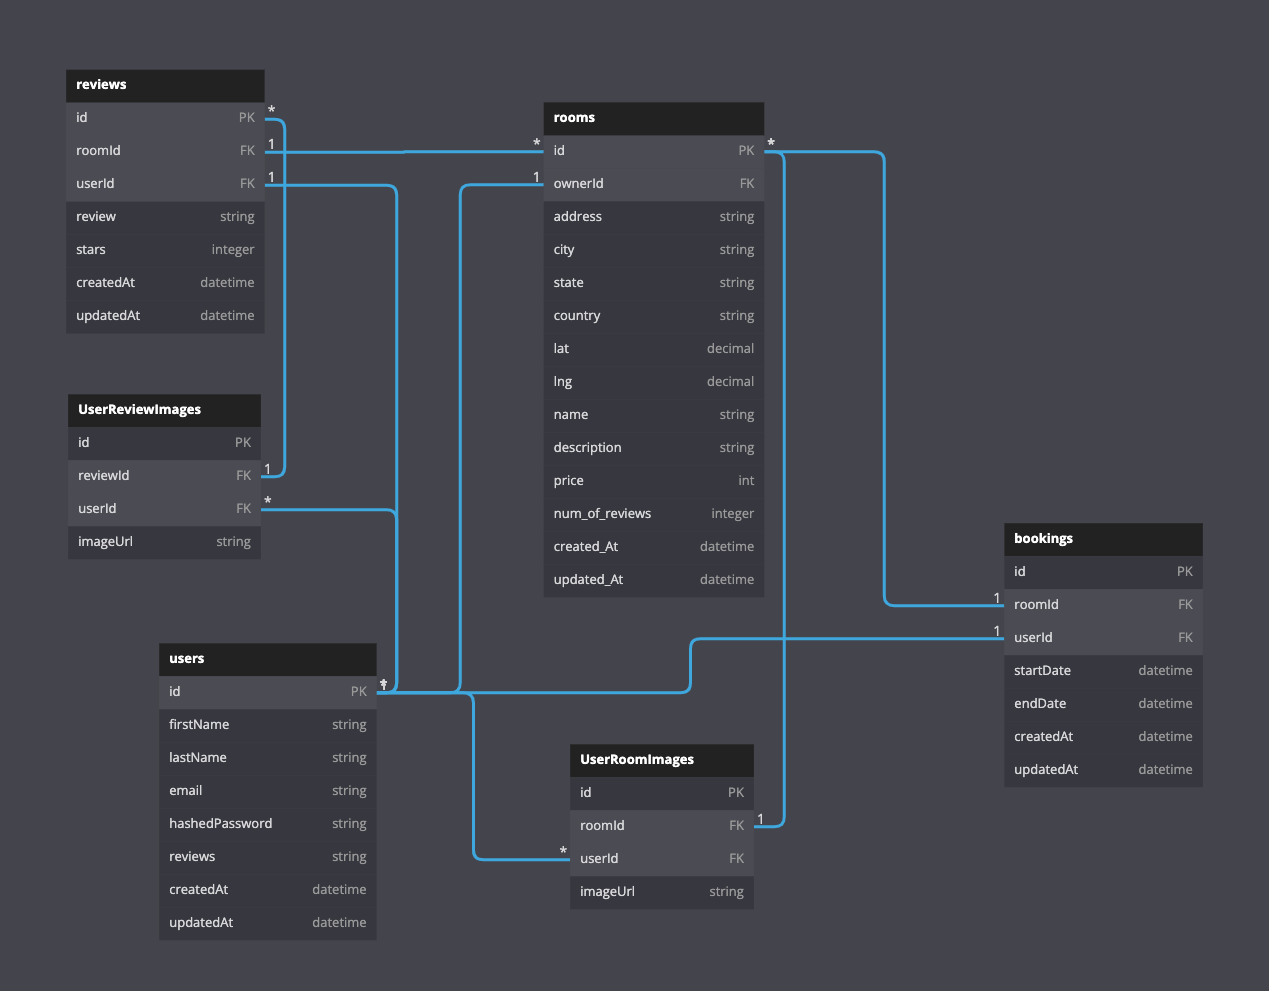 reviews
id PK *
roomId FK 1
userId FK 1
review string
stars integer
createdAt datetime
updatedAt datetime
rooms
* id PK *
1 ownerId FK
address string
city string
state string
country string
lat decimal
lng decimal
name string
description string
price int
num_of_reviews integer
created_At datetime
updated_At datetime
UserReviewImages
id PK
reviewId FK 1
userId FK *
imageUrl string
bookings
id PK
1 roomId FK
1 userId FK
startDate datetime
endDate datetime
createdAt datetime
updatedAt datetime
users
id PK
firstName string
lastName string
email string
hashedPassword string
reviews string
createdAt datetime
updatedAt datetime
UserRoomImages
id PK
roomId FK 1
* userId FK
imageUrl string